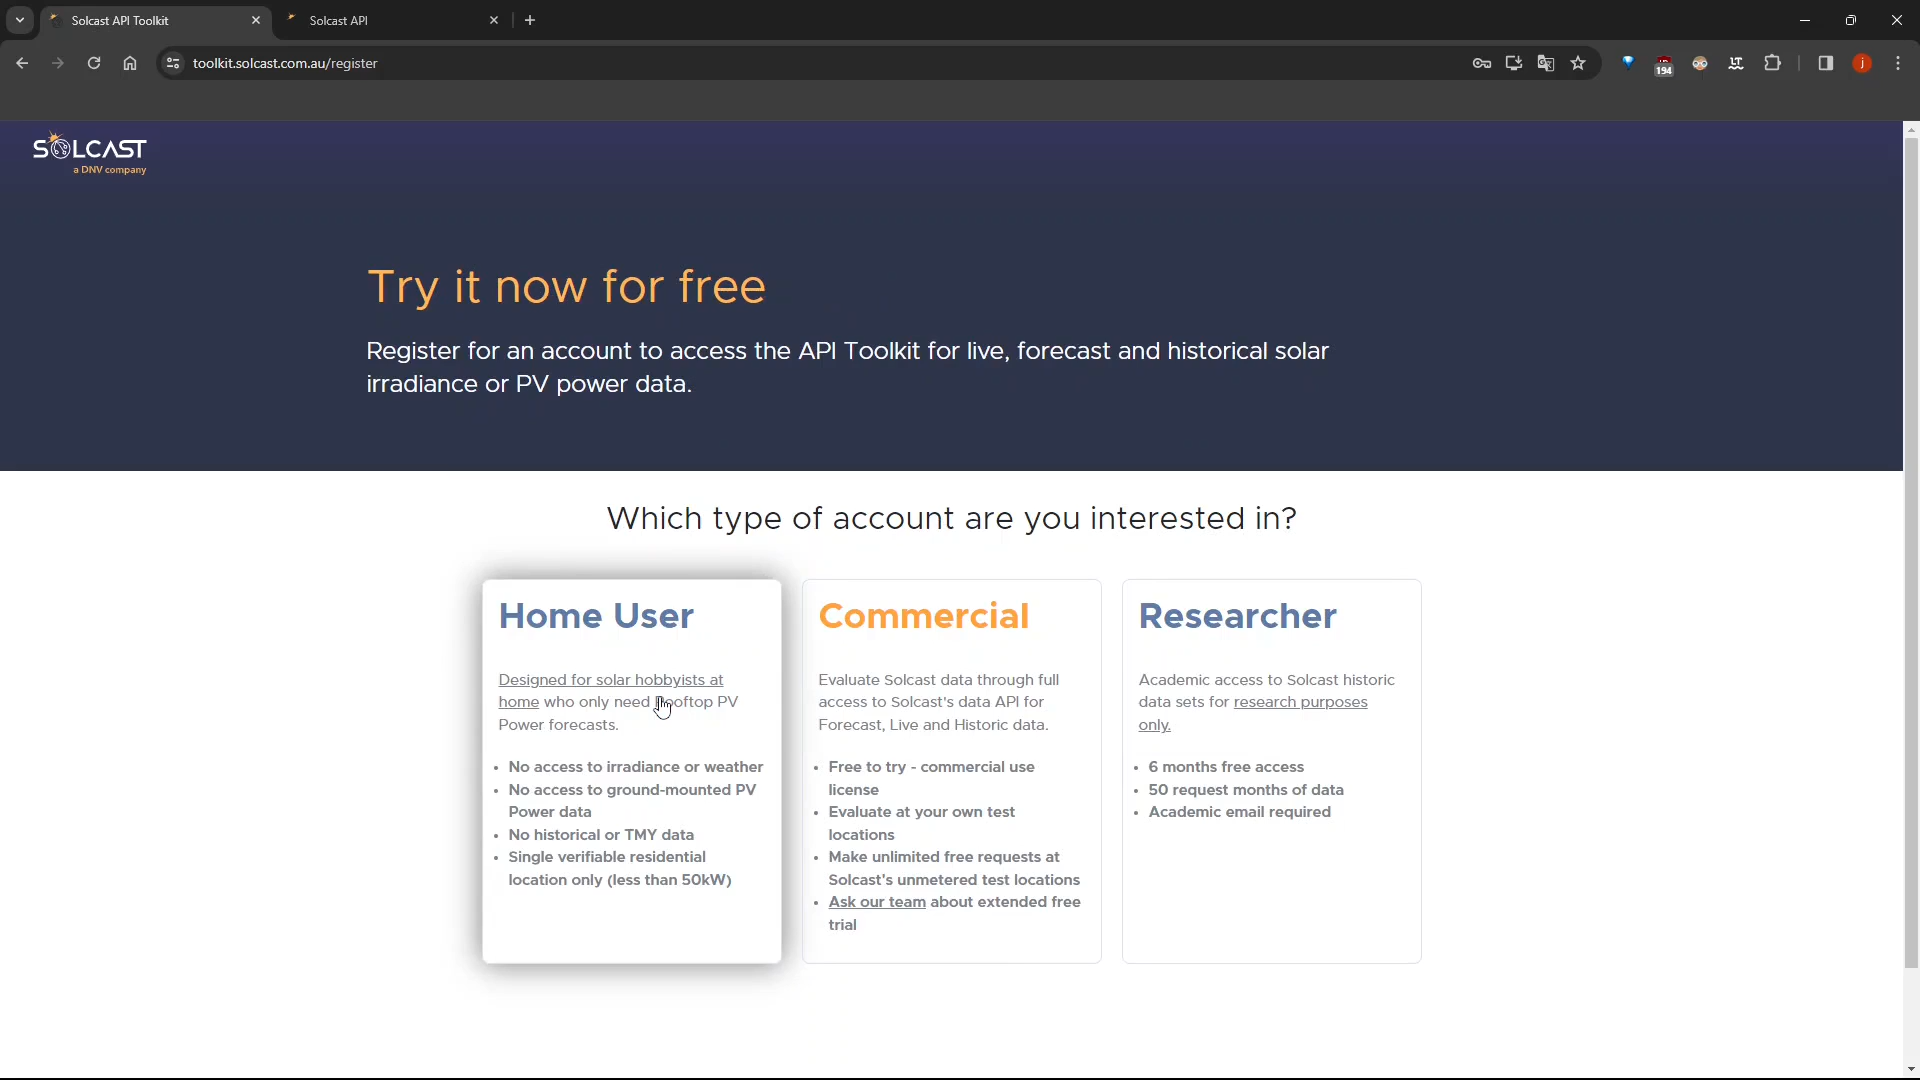 Solcast API Toolkit
Solcast API
toolkit.solcast.com.au/register
194
j
SOLCAST
a DNV company
Try it now for free
Register for an account to access the API Toolkit for live, forecast and historical solar
irradiance or PV power data.
Which type of account are you interested in?
Home User
Designed for solar hobbyists at
home who only need Rooftop PV
Power forecasts.
• No access to irradiance or weather
• No access to ground-mounted PV
Power data
• No historical or TMY data
• Single verifiable residential
location only (less than 50kW)
Commercial
Evaluate Solcast data through full
access to Solcast's data API for
Forecast, Live and Historic data.
• Free to try - commercial use
license
• Evaluate at your own test
locations
• Make unlimited free requests at
Solcast's unmetered test locations
• Ask our team about extended free
trial
Researcher
Academic access to Solcast historic
data sets for research purposes
only.
• 6 months free access
• 50 request months of data
• Academic email required